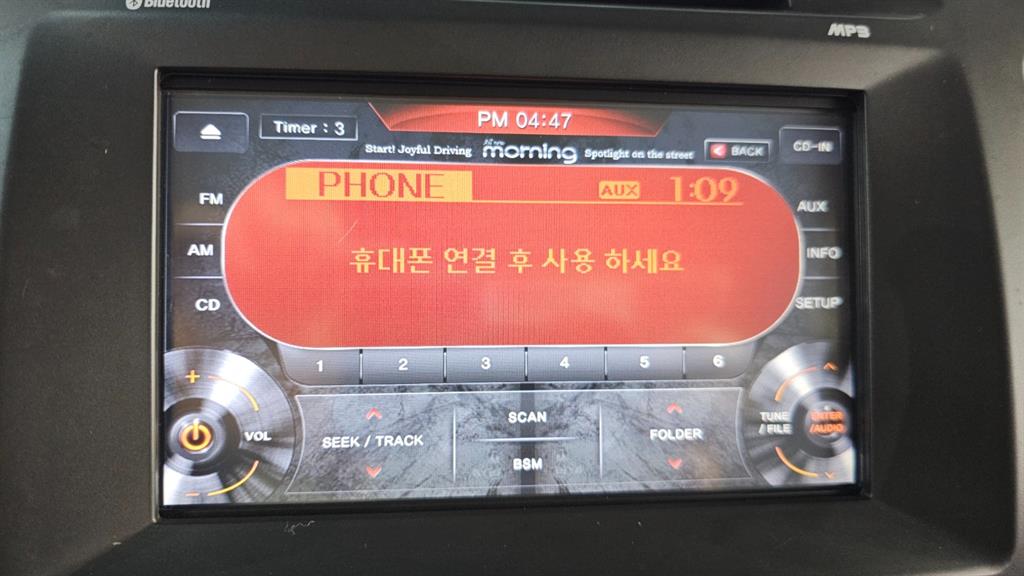 Bluetooth
MP3
PM 04:47
Timer : 3
Start! Joyful Driving All new morning Spotlight on the street
BACK
CD-IN
PHONE AUX 1:09
FM
AUX
휴대폰 연결 후 사용 하세요
AM
INFO
CD
SETUP
1 2 3 4 5 6
+
VOL
−
SEEK / TRACK
SCAN
BSM
FOLDER
TUNE
/ FILE
ENTER
/AUDIO